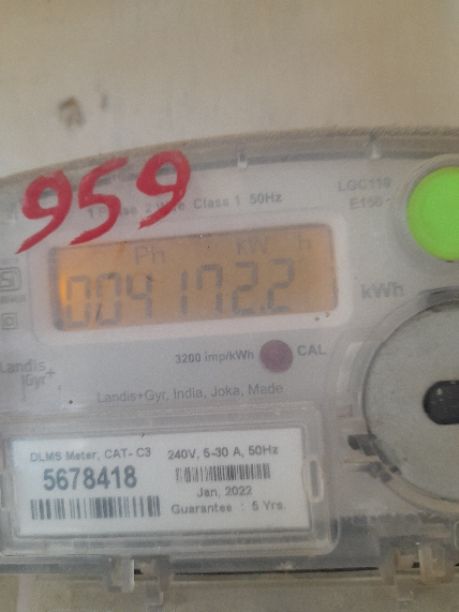 959
1 Phase 2 Wire Class 1 50Hz
LGC110
E150
Ph kW h
004172.2
kWh
3200 imp/kWh CAL
Landis
Gyr+
Landis+Gyr, India, Joka, Made
DLMS Meter, CAT- C3 240V, 5-30 A, 50Hz
5678418
Jan, 2022
Guarantee : 5 Yrs.